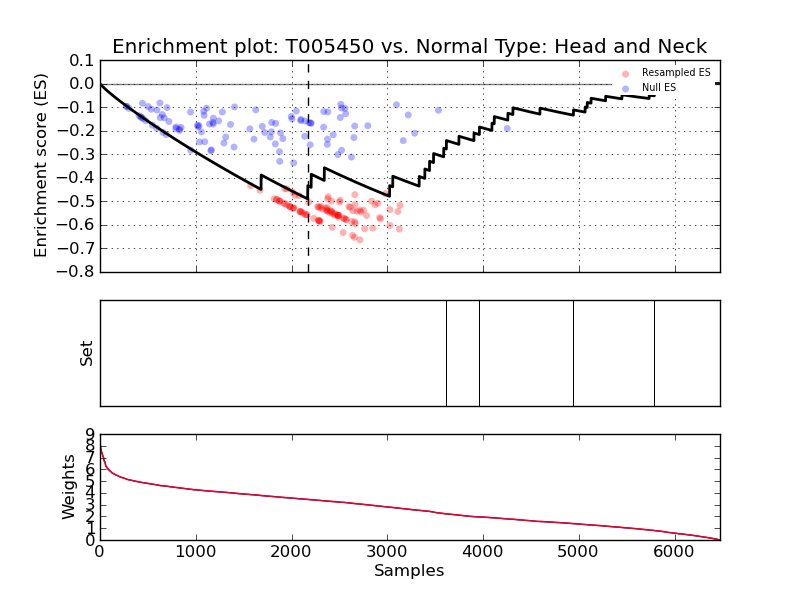 Enrichment plot: T005450 vs. Normal Type: Head and Neck
Enrichment score (ES)
0.1
0.0
−0.1
−0.2
−0.3
−0.4
−0.5
−0.6
−0.7
−0.8
Resampled ES
Null ES
Set
Weights
9
8
7
6
5
4
3
2
1
0
0 1000 2000 3000 4000 5000 6000
Samples